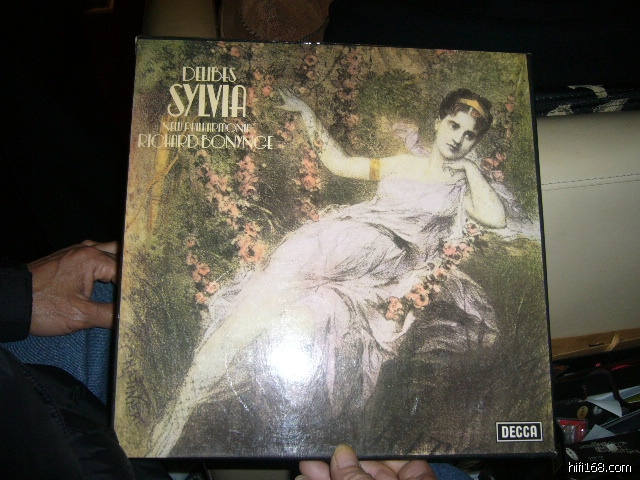 DELIBES
SYLVIA
NEW PHILHARMONIA
RICHARD BONYNGE
DECCA
hifi168.com